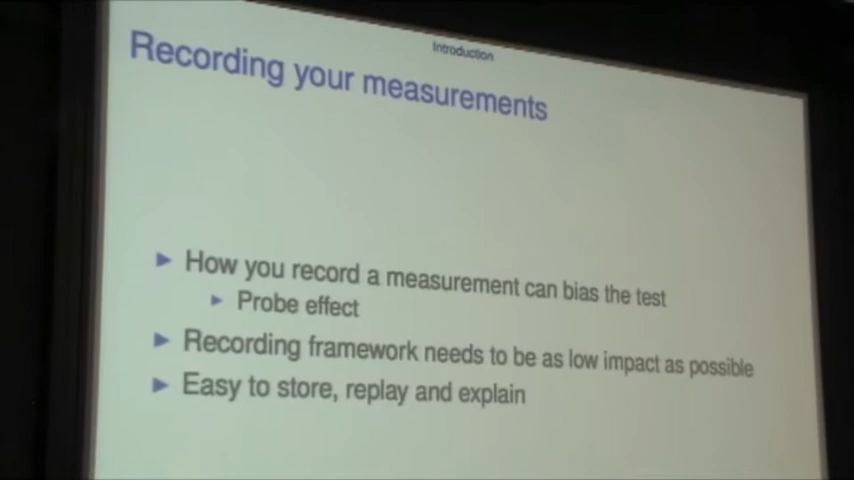 Introduction
Recording your measurements
How you record a measurement can bias the test
Probe effect
Recording framework needs to be as low impact as possible
Easy to store, replay and explain